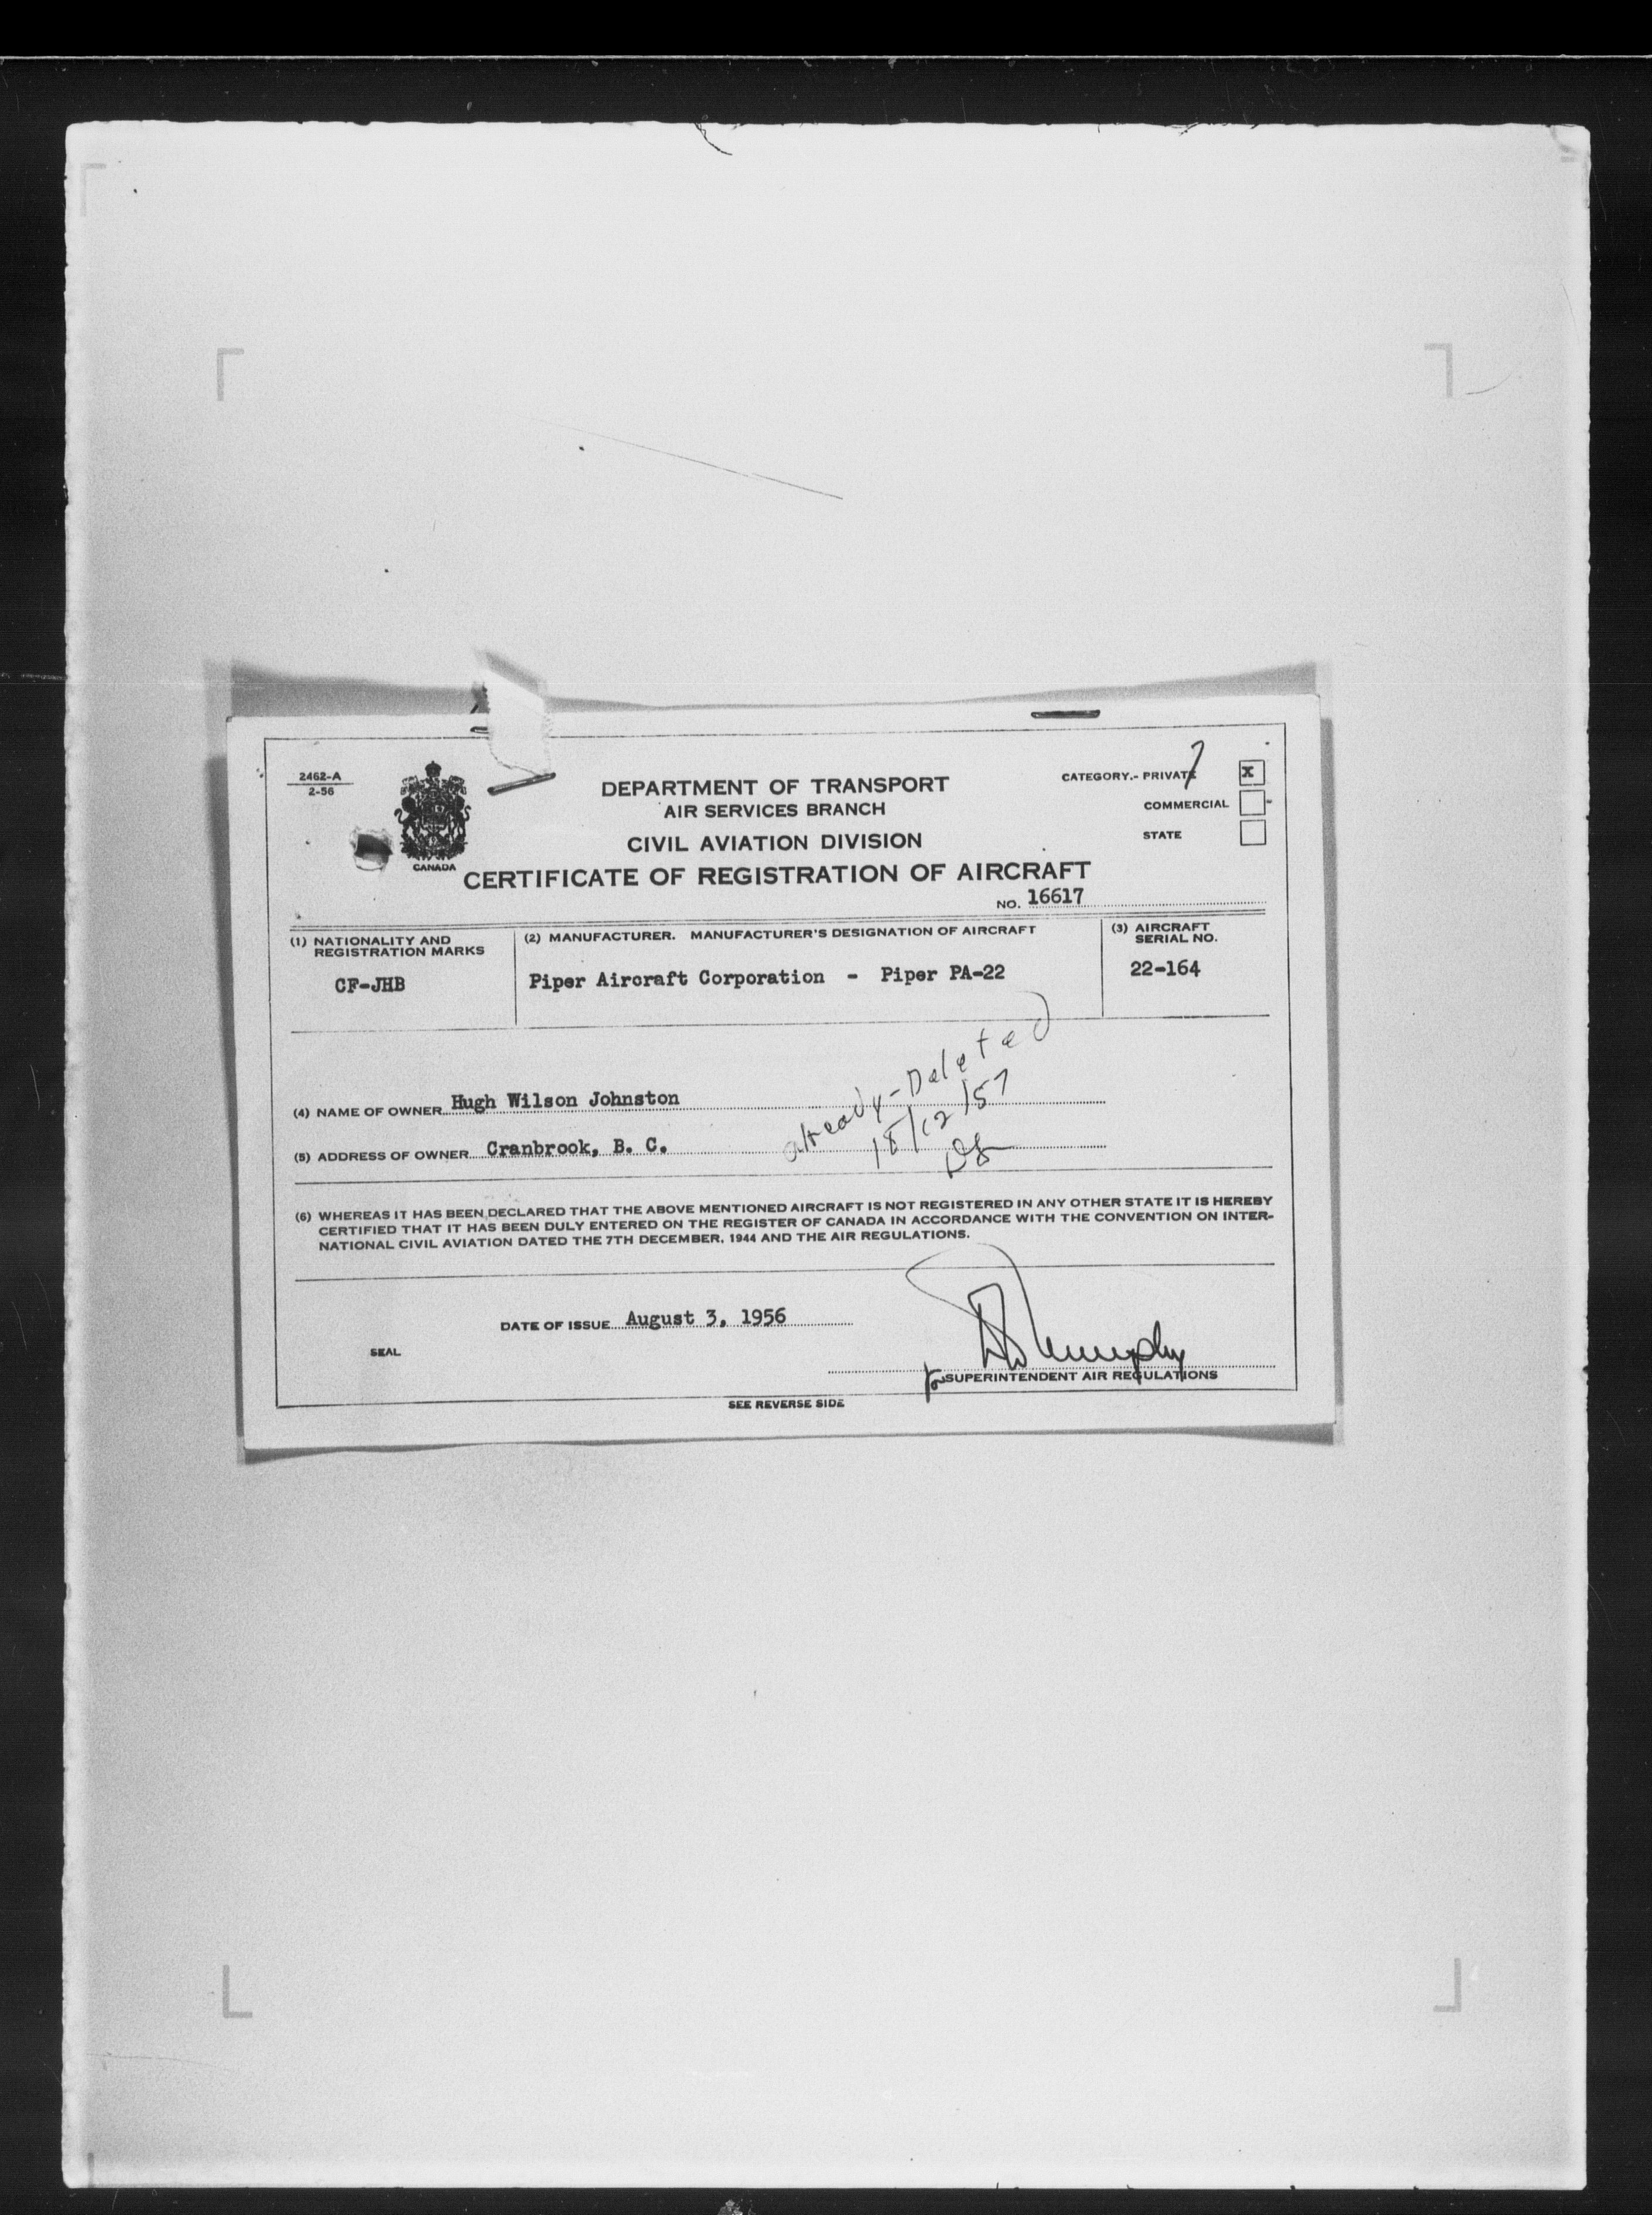 2462-A
2-56
CANADA
DEPARTMENT OF TRANSPORT
AIR SERVICES BRANCH
CIVIL AVIATION DIVISION
CERTIFICATE OF REGISTRATION OF AIRCRAFT
CATEGORY.- PRIVATE X
COMMERCIAL
STATE
NO. 16617
(1) NATIONALITY AND REGISTRATION MARKS
CF-JHB
(2) MANUFACTURER. MANUFACTURER'S DESIGNATION OF AIRCRAFT
Piper Aircraft Corporation - Piper PA-22
(3) AIRCRAFT SERIAL NO.
22-164
already-Deleted
18/12/57
(4) NAME OF OWNER Hugh Wilson Johnston
(5) ADDRESS OF OWNER Cranbrook, B. C.
(6) WHEREAS IT HAS BEEN DECLARED THAT THE ABOVE MENTIONED AIRCRAFT IS NOT REGISTERED IN ANY OTHER STATE IT IS HEREBY
CERTIFIED THAT IT HAS BEEN DULY ENTERED ON THE REGISTER OF CANADA IN ACCORDANCE WITH THE CONVENTION ON INTER-
NATIONAL CIVIL AVIATION DATED THE 7TH DECEMBER, 1944 AND THE AIR REGULATIONS.
DATE OF ISSUE August 3, 1956
SEAL
for SUPERINTENDENT AIR REGULATIONS
SEE REVERSE SIDE